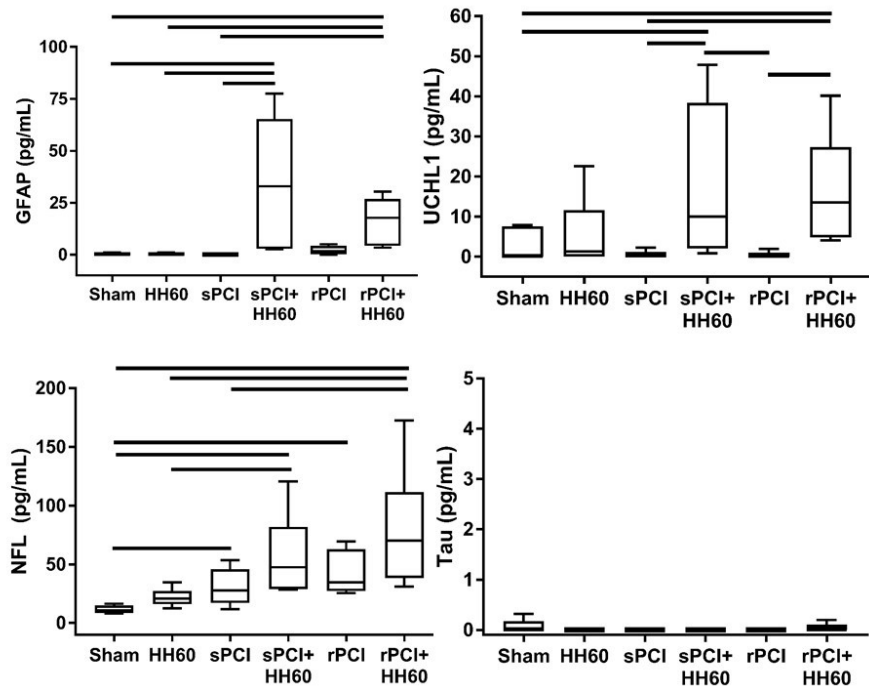 GFAP (pg/mL)
100
75
50
25
0
Sham HH60 sPCI sPCI+ HH60 rPCI rPCI+ HH60
UCHL1 (pg/mL)
60
50
40
30
20
10
0
Sham HH60 sPCI sPCI+ HH60 rPCI rPCI+ HH60
NFL (pg/mL)
200
150
100
50
0
Sham HH60 sPCI sPCI+ HH60 rPCI rPCI+ HH60
Tau (pg/mL)
5
4
3
2
1
0
Sham HH60 sPCI sPCI+ HH60 rPCI rPCI+ HH60